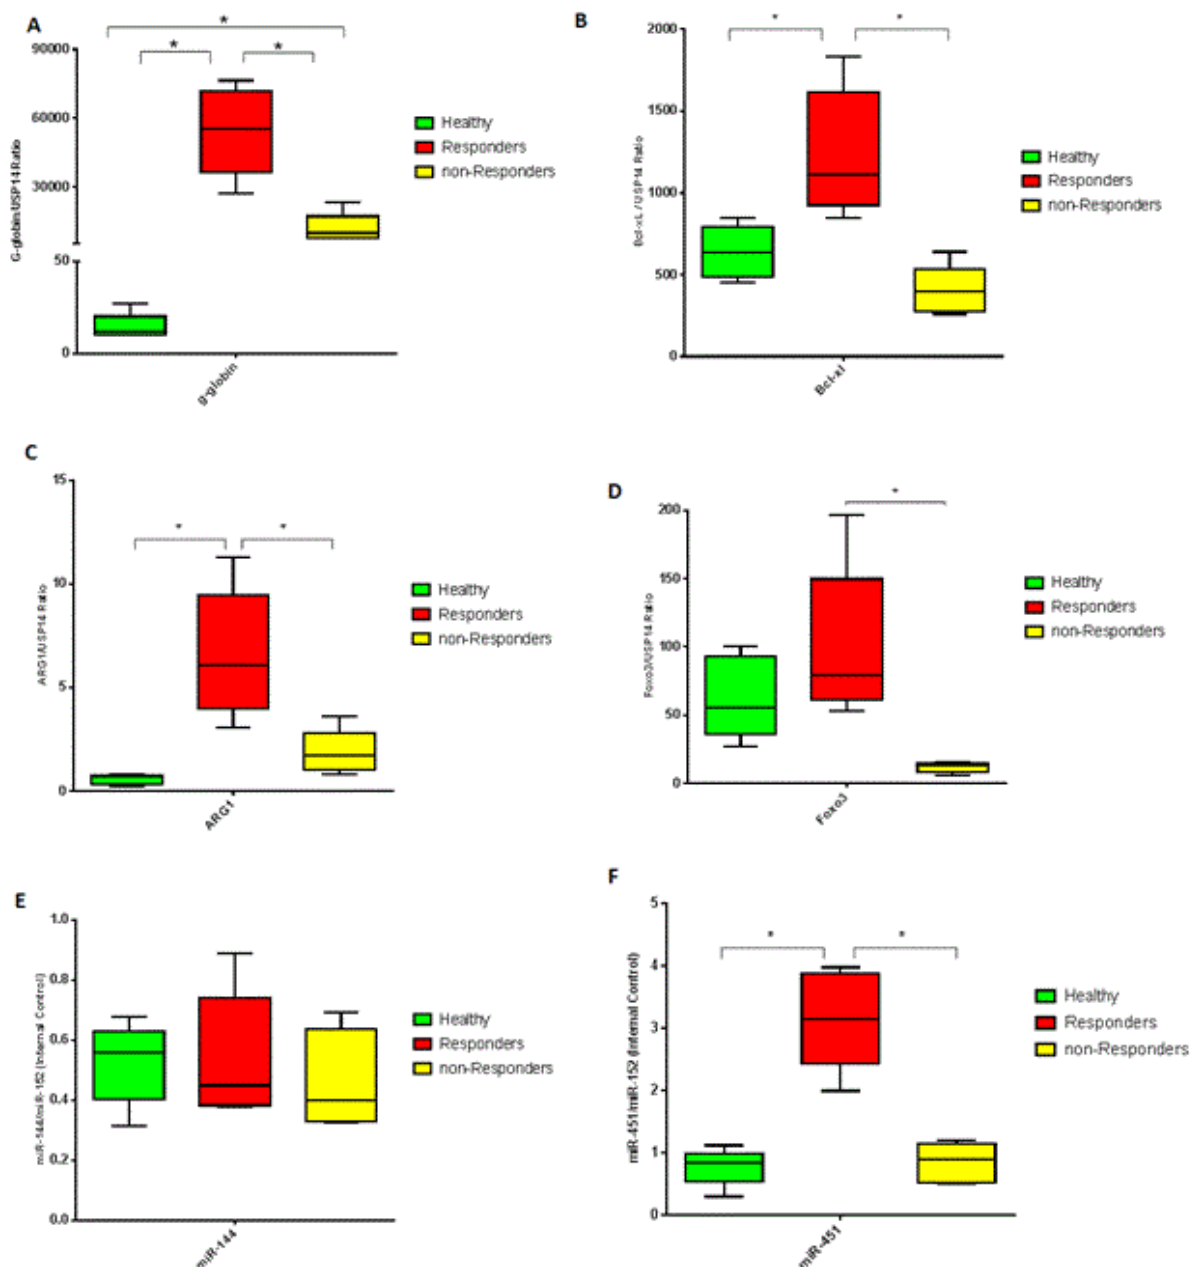 A
90000
60000
30000
50
0
G-globin/USP14 Ratio
*
*
*
g-globin
Healthy
Responders
non-Responders
B
2000
1500
1000
500
0
Bcl-xL / USP14 Ratio
*
*
Bcl-xl
Healthy
Responders
non-Responders
C
15
10
5
0
ARG1/USP14 Ratio
*
*
ARG1
Healthy
Responders
non-Responders
D
200
150
100
50
0
Foxo3/USP14 Ratio
*
Foxo3
Healthy
Responders
non-Responders
E
1.0
0.8
0.6
0.4
0.2
0.0
miR-144/miR-152 (Internal Control)
miR-144
Healthy
Responders
non-Responders
F
5
4
3
2
1
0
miR-451/miR-152 (Internal Control)
*
*
miR-451
Healthy
Responders
non-Responders